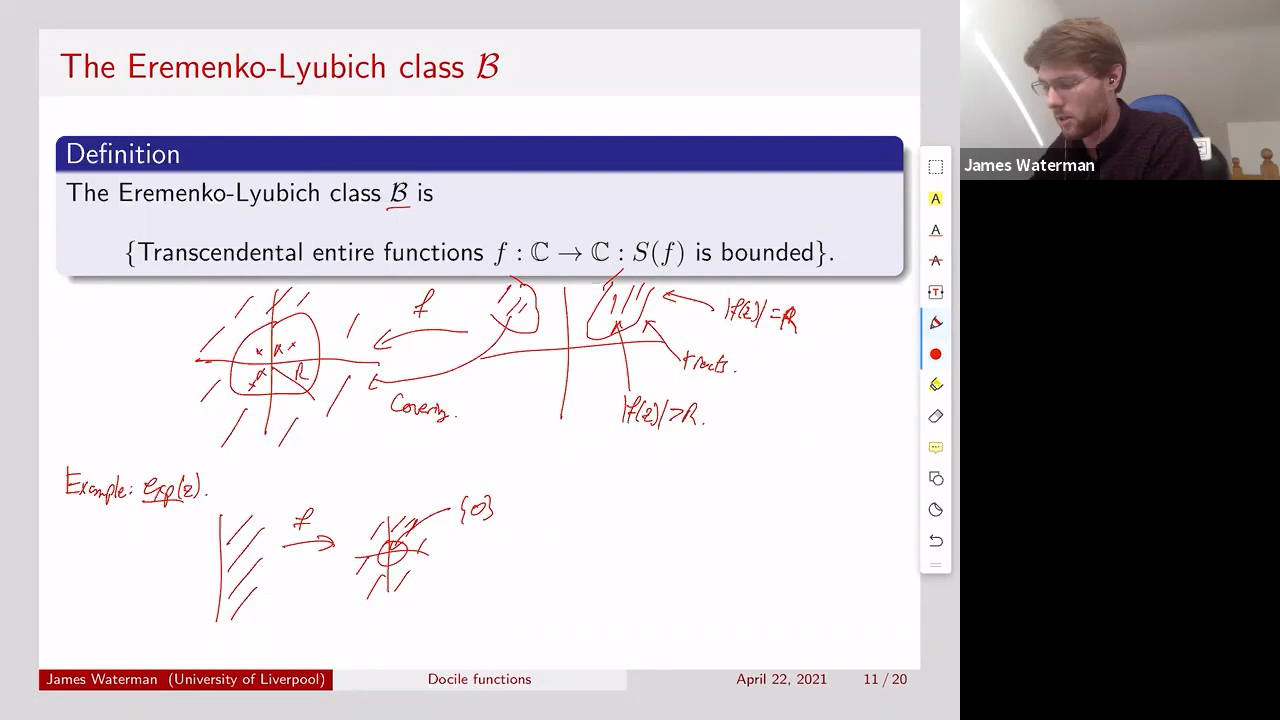 The Eremenko-Lyubich class ℬ
Definition
The Eremenko-Lyubich class ℬ is
{Transcendental entire functions f : ℂ → ℂ : S(f) is bounded}.
f
|f(z)|=R
R
tracts.
Covering.
|f(z)|>R.
Example: exp(z).
f
{0}
James Waterman (University of Liverpool)
Docile functions
April 22, 2021
11 / 20
James Waterman
A
A
A
T